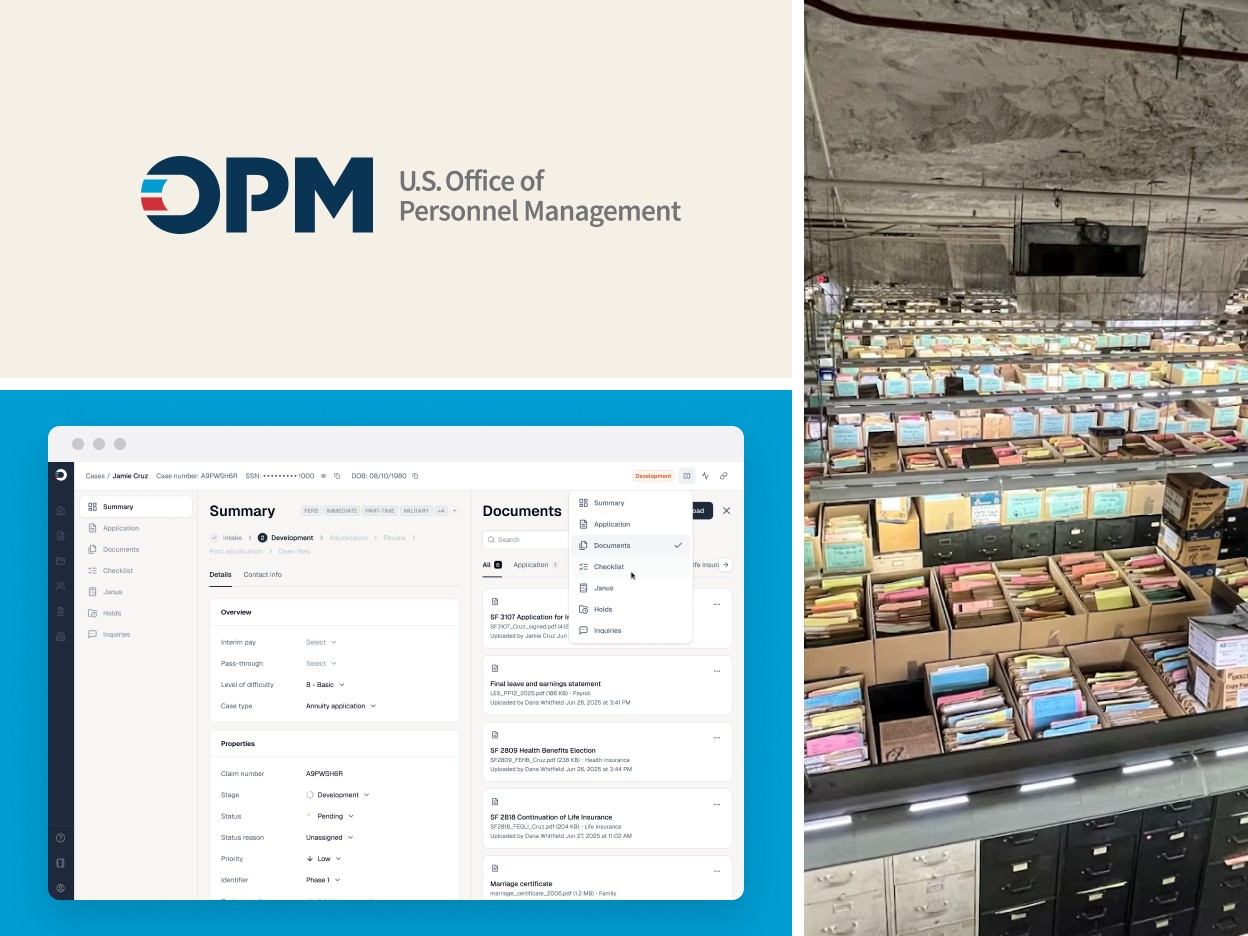 OPM
U.S. Office of
Personnel Management
Cases / Jamie Cruz Case number: A9PWSH6R SSN: •••••••••1000 DOB: 08/10/1980
Development
Summary
Application
Documents
Checklist
Janus
Holds
Inquiries
Summary
FERS IMMEDIATE PART-TIME MILITARY +4 +
Intake 2 Development Adjudication Review
Post adjudication Open files
Details Contact info
Overview
Interim pay Select
Pass-through Select
Level of difficulty B - Basic
Case type Annuity application
Properties
Claim number A9PWSH6R
Stage Development
Status Pending
Status reason Unassigned
Priority Low
Identifier Phase 1
Documents
oad
Search
All 6 Application 1 ife insur
Summary
Application
Documents
Checklist
Janus
Holds
Inquiries
SF 3107 Application for I
SF3107_Cruz_signed.pdf (412
Uploaded by Jamie Cruz Jun
Final leave and earnings statement
LES_PP12_2025.pdf (186 KB) • Payroll
Uploaded by Dana Whitfield Jun 26, 2025 at 3:41 PM
SF 2809 Health Benefits Election
SF2809_FEHB_Cruz.pdf (238 KB) • Health insurance
Uploaded by Dana Whitfield Jun 26, 2025 at 3:44 PM
SF 2818 Continuation of Life Insurance
SF2818_FEGLI_Cruz.pdf (204 KB) • Life insurance
Uploaded by Dana Whitfield Jun 27, 2025 at 11:02 AM
Marriage certificate
marriage_certificate_2006.pdf (1.2 MB) • Family